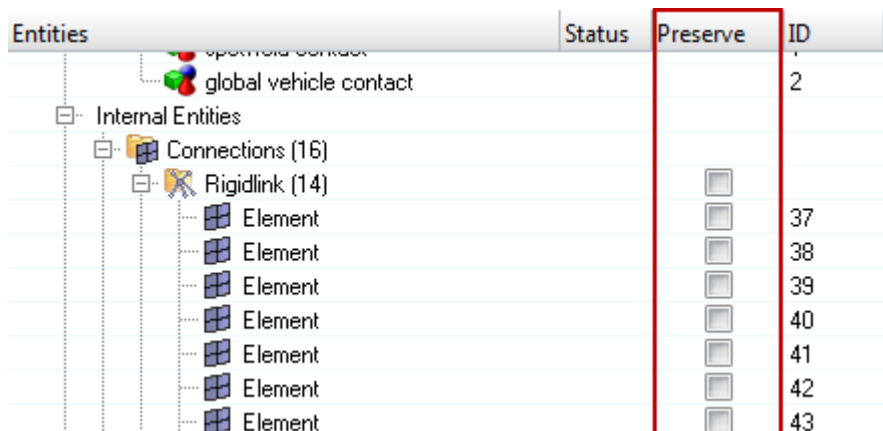 Entities Status Preserve ID
global vehicle contact 2
Internal Entities
Connections (16)
Rigidlink (14)
Element 37
Element 38
Element 39
Element 40
Element 41
Element 42
Element 43